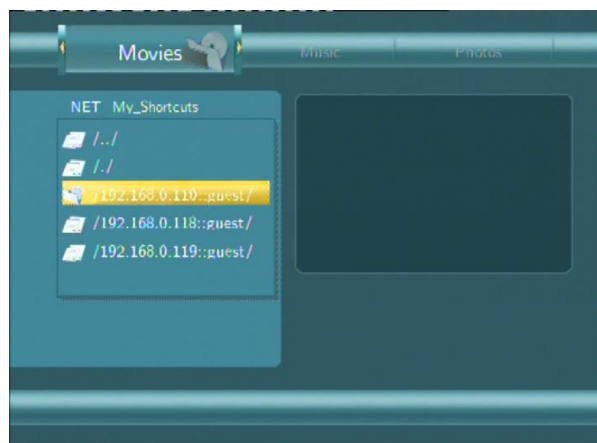 Movies Music Photos
NET My_Shortcuts
/../
/./
/192.168.0.110::guest/
/192.168.0.118::guest/
/192.168.0.119::guest/